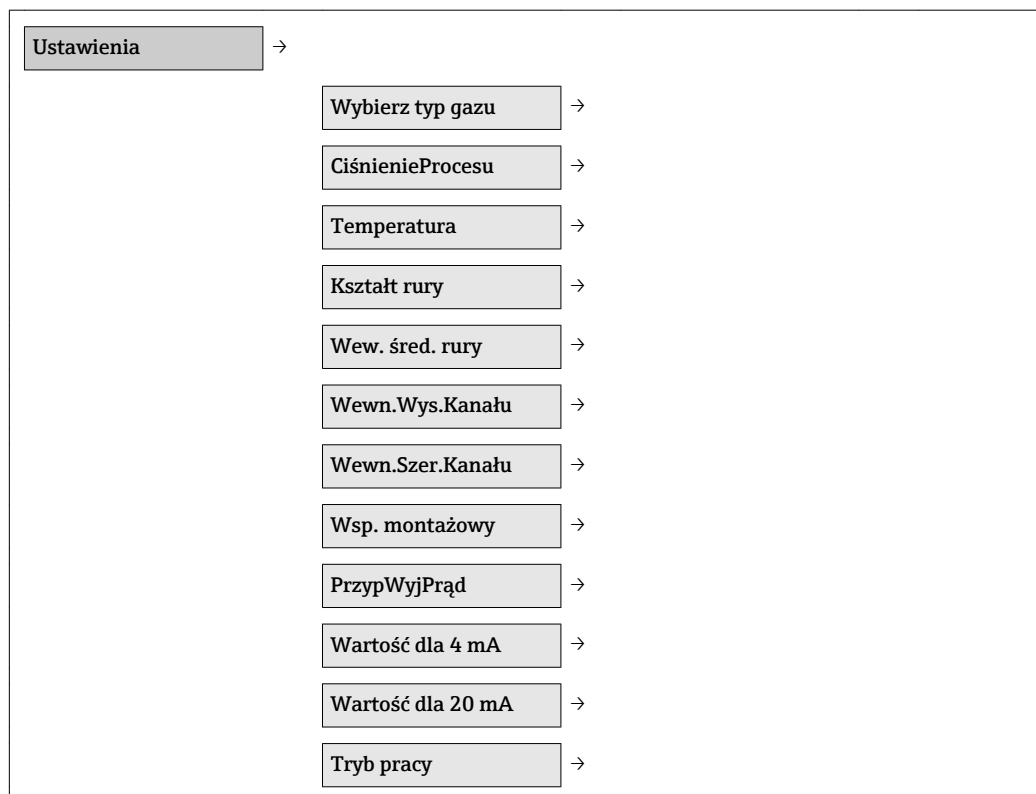 Ustawienia →
Wybierz typ gazu →
CiśnienieProcesu →
Temperatura →
Kształt rury →
Wew. śred. rury →
Wewn.Wys.Kanału →
Wewn.Szer.Kanału →
Wsp. montażowy →
PrzypWyjPrąd →
Wartość dla 4 mA →
Wartość dla 20 mA →
Tryb pracy →